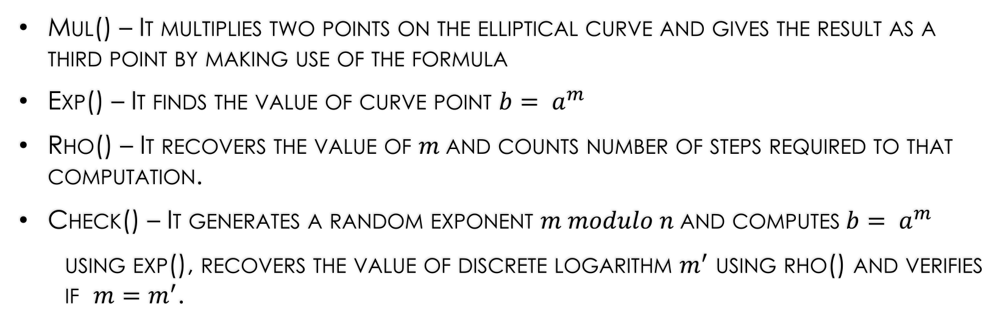 • Mul() – It multiplies two points on the elliptical curve and gives the result as a
third point by making use of the formula
• Exp() – It finds the value of curve point b = a^m
• Rho() – It recovers the value of m and counts number of steps required to that
computation.
• Check() – It generates a random exponent m modulo n and computes b = a^m
using exp(), recovers the value of discrete logarithm m′ using rho() and verifies
if m = m′.